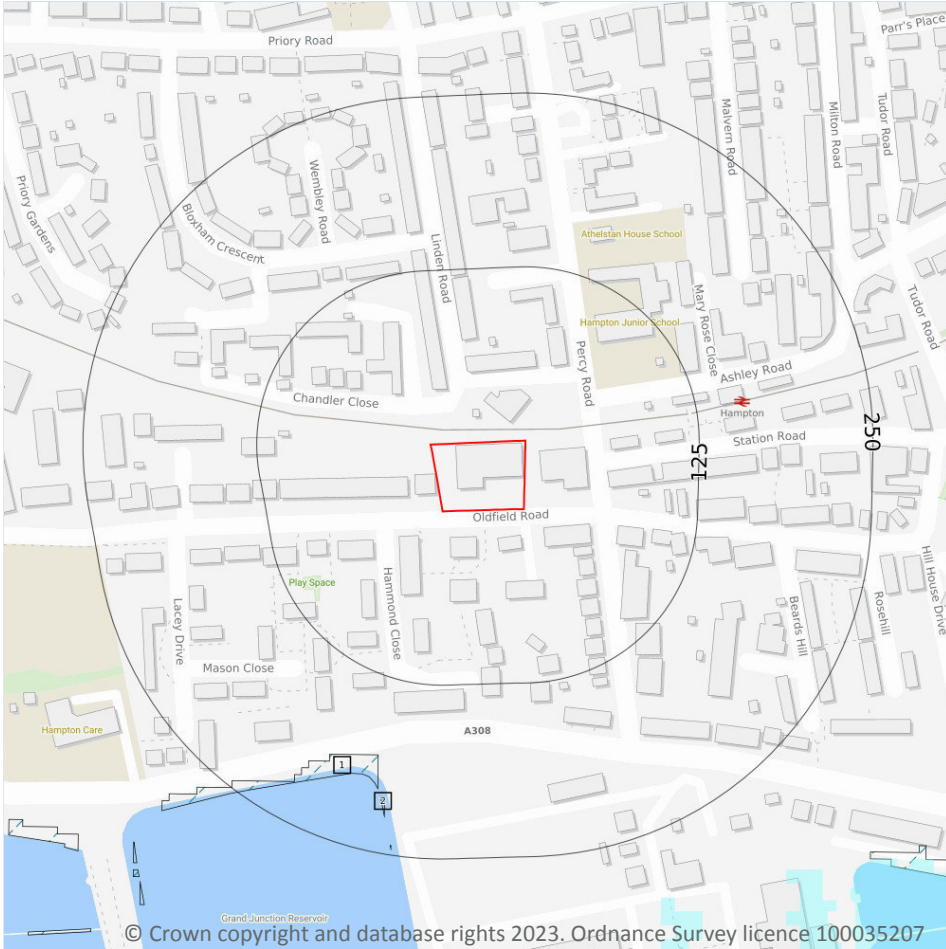 Priory Road
Parr's Place
Tudor Road
Milton Road
Malvern Road
Wembley Road
Priory Gardens
Bloxham Crescent
Linden Road
Athelstan House School
Mary Rose Close
Hampton Junior School
Tudor Road
Percy Road
Ashley Road
Chandler Close
Hampton
Station Road
250
125
Oldfield Road
Play Space
Hammond Close
Lacey Drive
Beards Hill
Rosehill
Hill House Drive
Mason Close
Hampton Care
A308
1
2
2
Grand Junction Reservoir
© Crown copyright and database rights 2023. Ordnance Survey licence 100035207